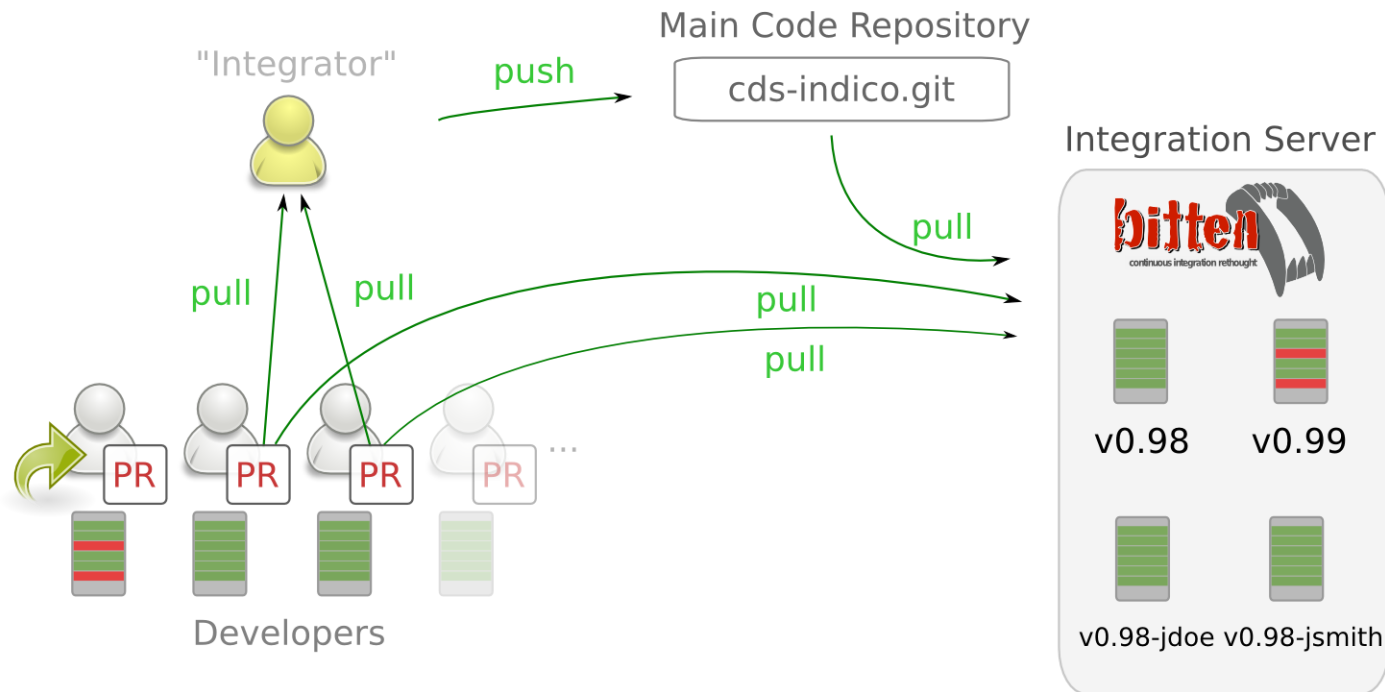 Main Code Repository
"Integrator"
push
cds-indico.git
Integration Server
bitten
continuous integration rethought
pull
pull
pull
pull
pull
v0.98
v0.99
PR
PR
PR
PR
...
v0.98-jdoe
v0.98-jsmith
Developers